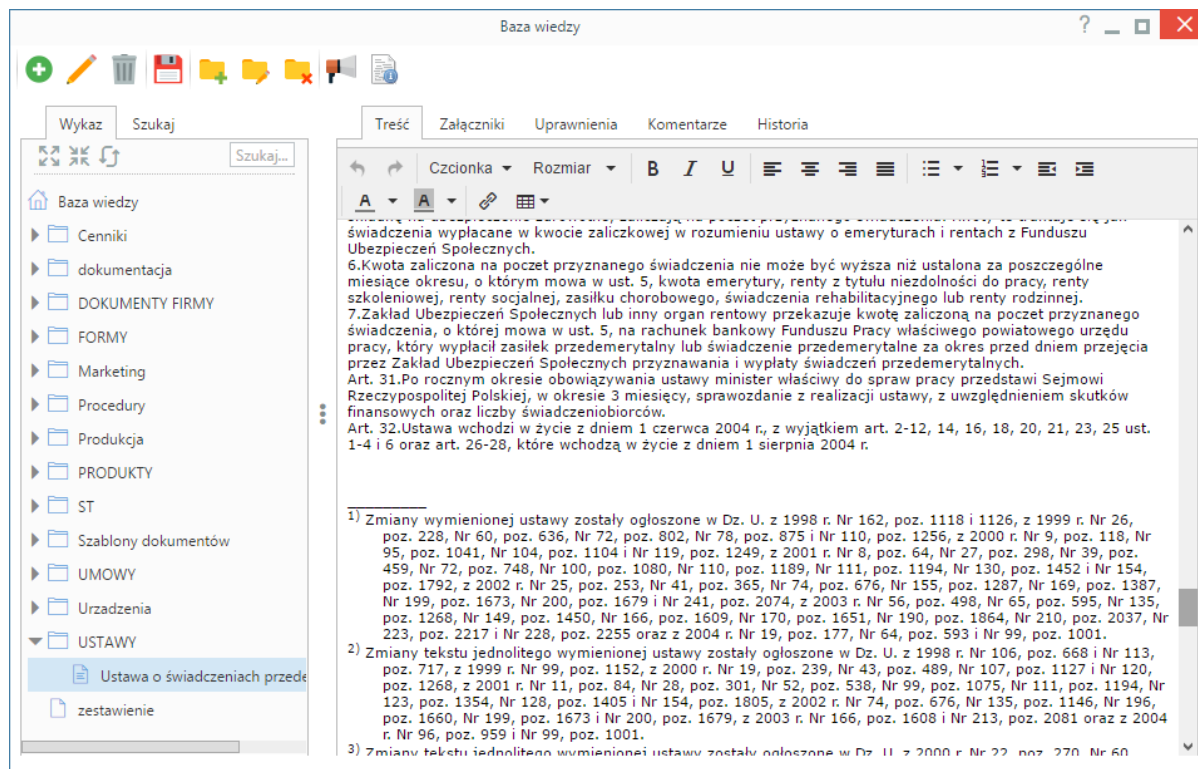 Baza wiedzy
?
Wykaz
Szukaj
Szukaj...
Baza wiedzy
Cenniki
dokumentacja
DOKUMENTY FIRMY
FORMY
Marketing
Procedury
Produkcja
PRODUKTY
ST
Szablony dokumentów
UMOWY
Urzadzenia
USTAWY
Ustawa o świadczeniach przede
zestawienie
Treść
Załączniki
Uprawnienia
Komentarze
Historia
Czcionka
Rozmiar
B
I
U
A
A
świadczenia wypłacane w kwocie zaliczkowej w rozumieniu ustawy o emeryturach i rentach z Funduszu
Ubezpieczeń Społecznych.
6.Kwota zaliczona na poczet przyznanego świadczenia nie może być wyższa niż ustalona za poszczególne
miesiące okresu, o którym mowa w ust. 5, kwota emerytury, renty z tytułu niezdolności do pracy, renty
szkoleniowej, renty socjalnej, zasiłku chorobowego, świadczenia rehabilitacyjnego lub renty rodzinnej.
7.Zakład Ubezpieczeń Społecznych lub inny organ rentowy przekazuje kwotę zaliczoną na poczet przyznanego
świadczenia, o której mowa w ust. 5, na rachunek bankowy Funduszu Pracy właściwego powiatowego urzędu
pracy, który wypłacił zasiłek przedemerytalny lub świadczenie przedemerytalne za okres przed dniem przejęcia
przez Zakład Ubezpieczeń Społecznych przyznawania i wypłaty świadczeń przedemerytalnych.
Art. 31.Po rocznym okresie obowiązywania ustawy minister właściwy do spraw pracy przedstawi Sejmowi
Rzeczypospolitej Polskiej, w okresie 3 miesięcy, sprawozdanie z realizacji ustawy, z uwzględnieniem skutków
finansowych oraz liczby świadczeniobiorców.
Art. 32.Ustawa wchodzi w życie z dniem 1 czerwca 2004 r., z wyjątkiem art. 2-12, 14, 16, 18, 20, 21, 23, 25 ust.
1-4 i 6 oraz art. 26-28, które wchodzą w życie z dniem 1 sierpnia 2004 r.
1) Zmiany wymienionej ustawy zostały ogłoszone w Dz. U. z 1998 r. Nr 162, poz. 1118 i 1126, z 1999 r. Nr 26,
poz. 228, Nr 60, poz. 636, Nr 72, poz. 802, Nr 78, poz. 875 i Nr 110, poz. 1256, z 2000 r. Nr 9, poz. 118, Nr
95, poz. 1041, Nr 104, poz. 1104 i Nr 119, poz. 1249, z 2001 r. Nr 8, poz. 64, Nr 27, poz. 298, Nr 39, poz.
459, Nr 72, poz. 748, Nr 100, poz. 1080, Nr 110, poz. 1189, Nr 111, poz. 1194, Nr 130, poz. 1452 i Nr 154,
poz. 1792, z 2002 r. Nr 25, poz. 253, Nr 41, poz. 365, Nr 74, poz. 676, Nr 155, poz. 1287, Nr 169, poz. 1387,
Nr 199, poz. 1673, Nr 200, poz. 1679 i Nr 241, poz. 2074, z 2003 r. Nr 56, poz. 498, Nr 65, poz. 595, Nr 135,
poz. 1268, Nr 149, poz. 1450, Nr 166, poz. 1609, Nr 170, poz. 1651, Nr 190, poz. 1864, Nr 210, poz. 2037, Nr
223, poz. 2217 i Nr 228, poz. 2255 oraz z 2004 r. Nr 19, poz. 177, Nr 64, poz. 593 i Nr 99, poz. 1001.
2) Zmiany tekstu jednolitego wymienionej ustawy zostały ogłoszone w Dz. U. z 1998 r. Nr 106, poz. 668 i Nr 113,
poz. 717, z 1999 r. Nr 99, poz. 1152, z 2000 r. Nr 19, poz. 239, Nr 43, poz. 489, Nr 107, poz. 1127 i Nr 120,
poz. 1268, z 2001 r. Nr 11, poz. 84, Nr 28, poz. 301, Nr 52, poz. 538, Nr 99, poz. 1075, Nr 111, poz. 1194, Nr
123, poz. 1354, Nr 128, poz. 1405 i Nr 154, poz. 1805, z 2002 r. Nr 74, poz. 676, Nr 135, poz. 1146, Nr 196,
poz. 1660, Nr 199, poz. 1673 i Nr 200, poz. 1679, z 2003 r. Nr 166, poz. 1608 i Nr 213, poz. 2081 oraz z 2004
r. Nr 96, poz. 959 i Nr 99, poz. 1001.
3) Zmiany tekstu jednolitego wymienionej ustawy zostały ogłoszone w Dz. U. z 2000 r. Nr 22, poz. 270, Nr 60,